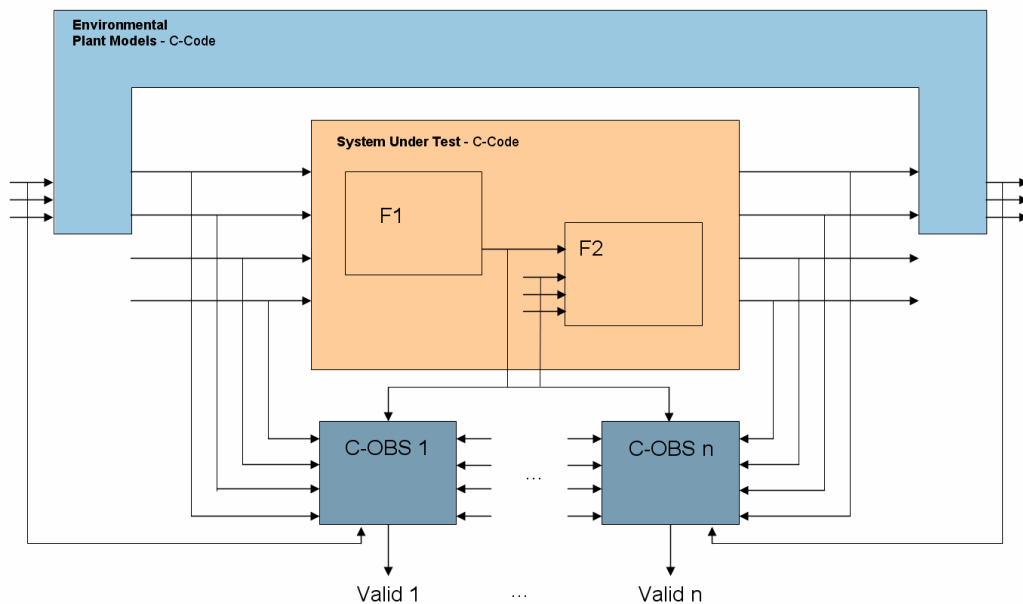 Environmental
Plant Models - C-Code
System Under Test - C-Code
F1
F2
C-OBS 1
C-OBS n
...
Valid 1
...
Valid n